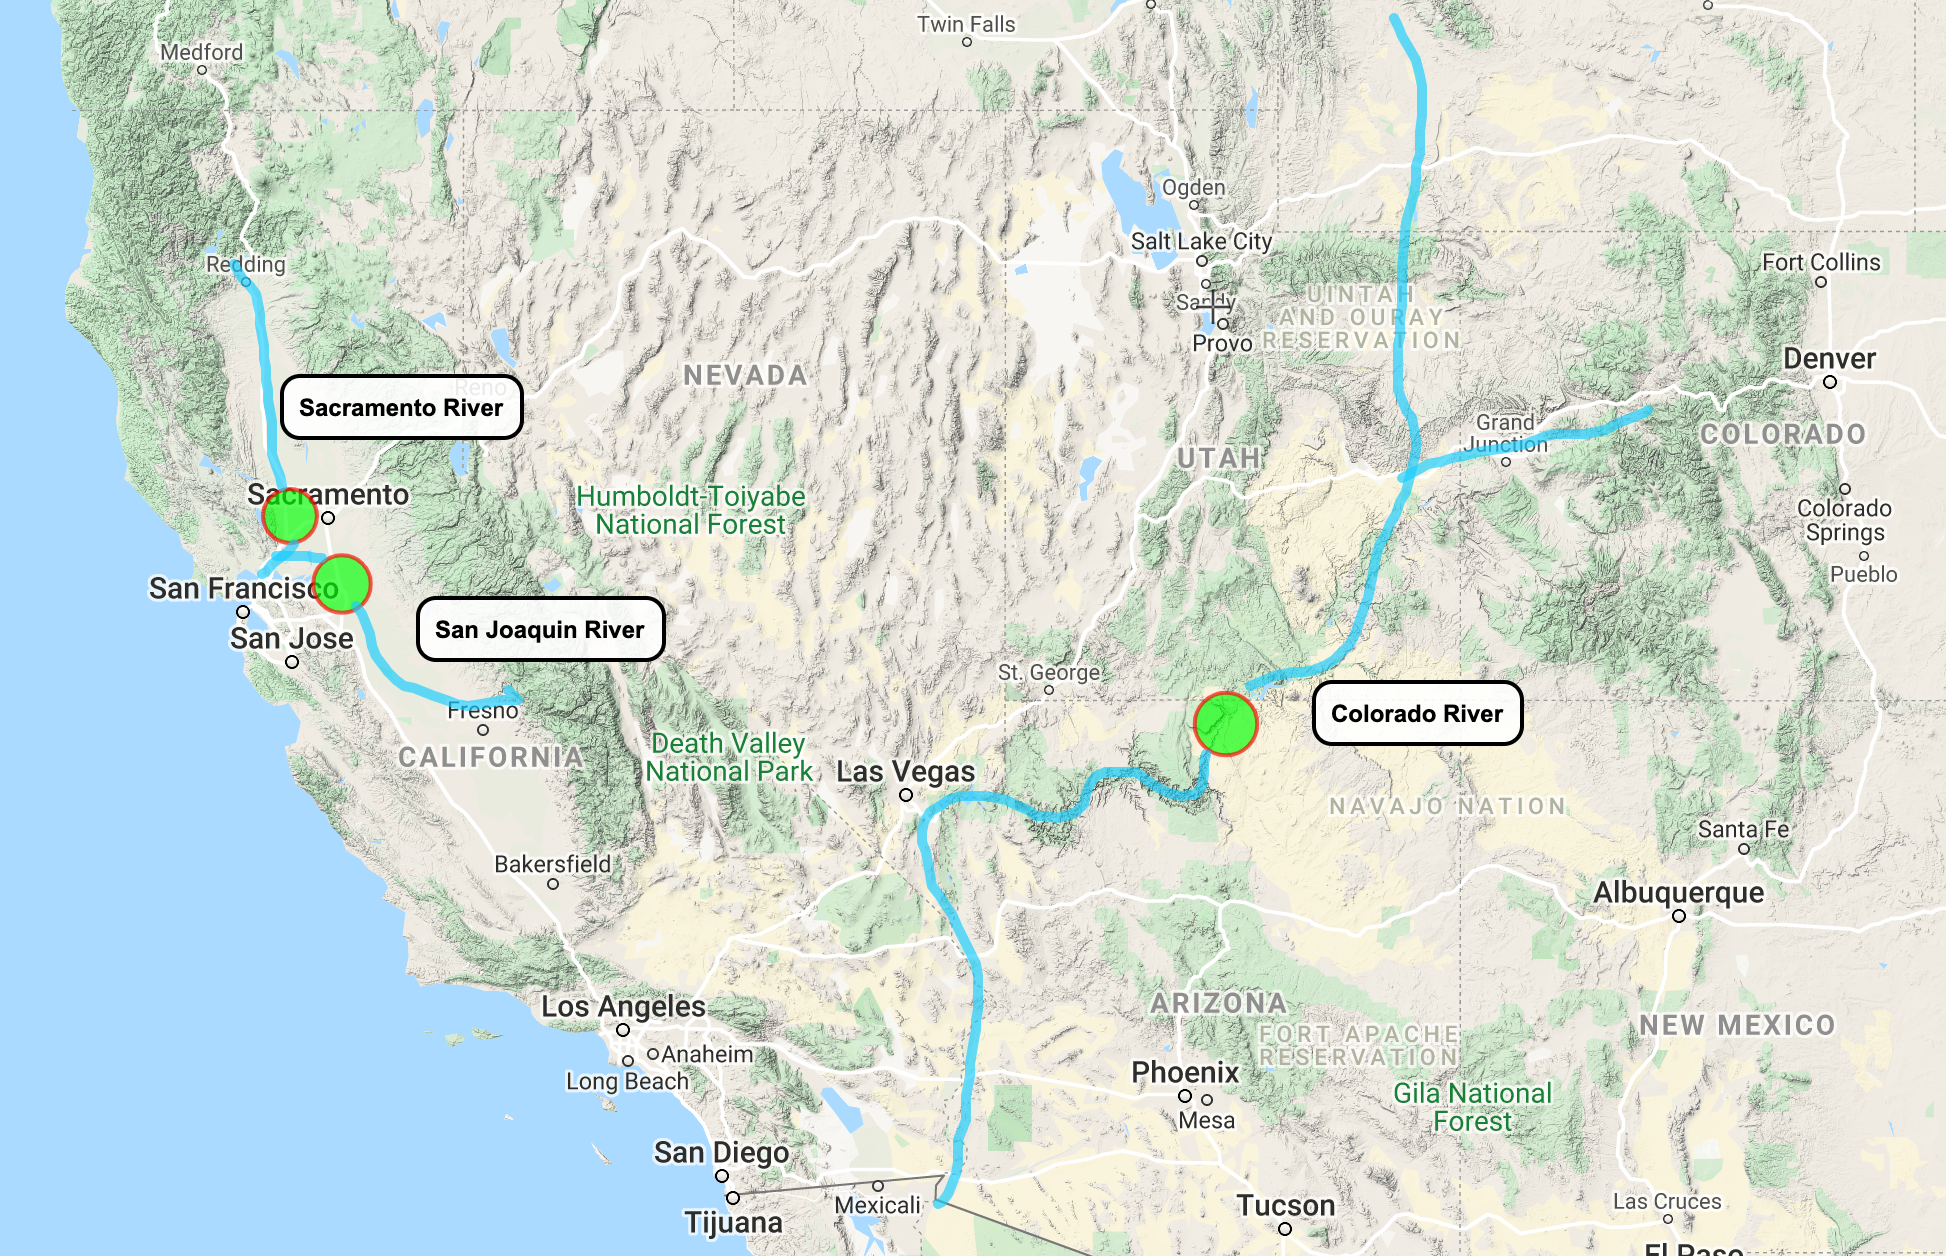 Twin Falls
Medford
Ogden
Salt Lake City
Redding
Fort Collins
Sandy
UINTAH
AND OURAY
RESERVATION
Provo
Denver
NEVADA
Reno
Sacramento River
Grand
Junction
COLORADO
UTAH
Sacramento
Humboldt-Toiyabe
National Forest
Colorado
Springs
Pueblo
San Francisco
San Jose
San Joaquin River
St. George
Fresno
Colorado River
CALIFORNIA
Death Valley
National Park
Las Vegas
NAVAJO NATION
Santa Fe
Bakersfield
Albuquerque
Los Angeles
ARIZONA
NEW MEXICO
FORT APACHE
RESERVATION
Anaheim
Long Beach
Phoenix
Mesa
Gila National
Forest
San Diego
Mexicali
Tijuana
Tucson
Las Cruces
El Paso